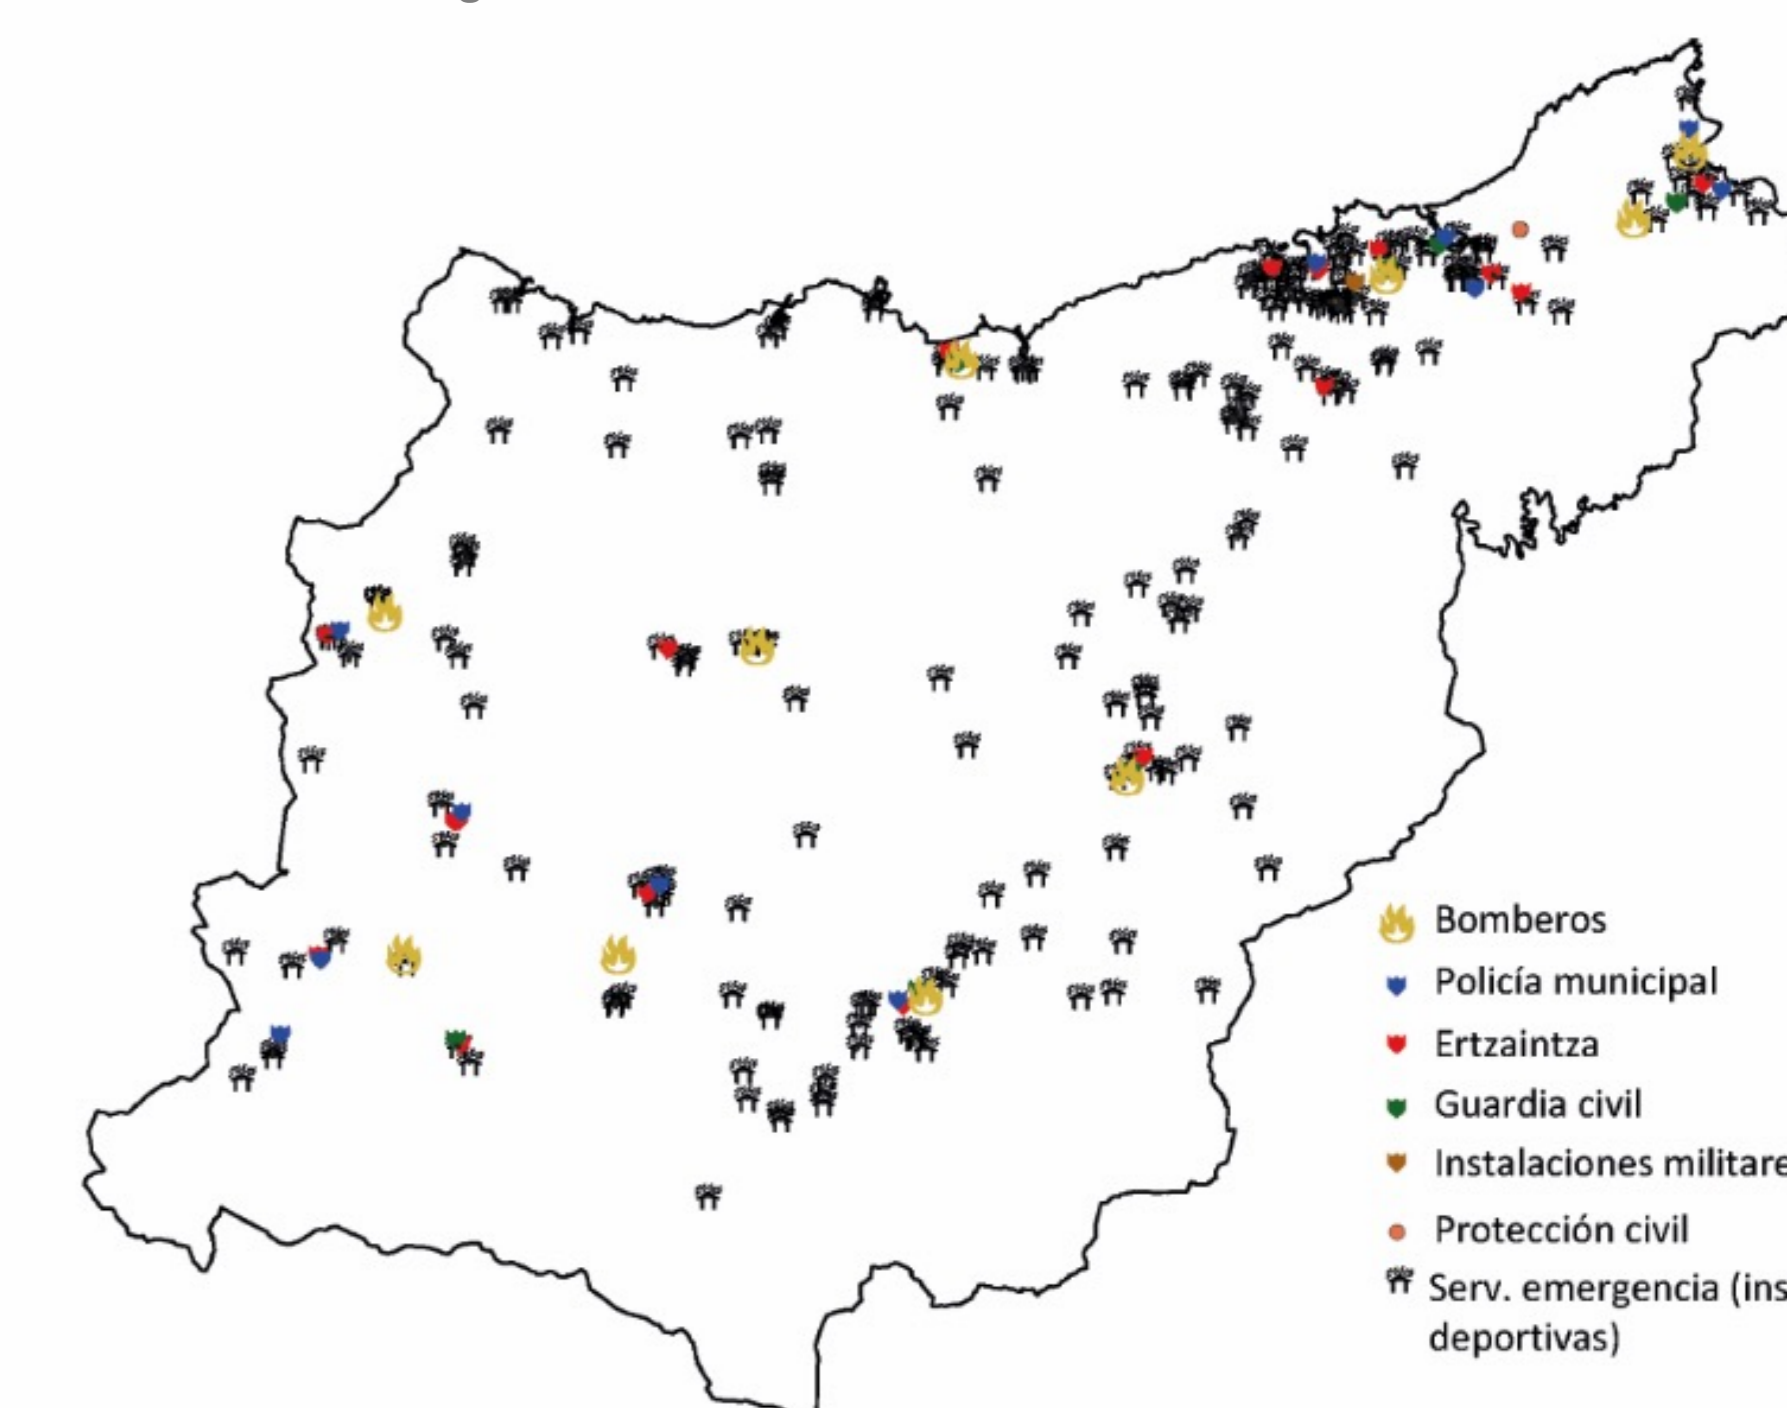 Bomberos
Policía municipal
Ertzaintza
Guardia civil
Instalaciones militare
Protección civil
Serv. emergencia (ins
deportivas)